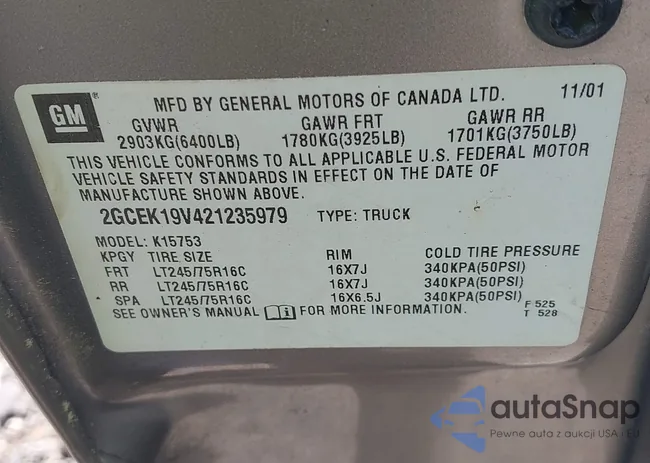 GM
MFD BY GENERAL MOTORS OF CANADA LTD. 11/01
GVWR GAWR FRT GAWR RR
2903KG(6400LB) 1780KG(3925LB) 1701KG(3750LB)
THIS VEHICLE CONFORMS TO ALL APPLICABLE U.S. FEDERAL MOTOR
VEHICLE SAFETY STANDARDS IN EFFECT ON THE DATE OF
MANUFACTURE SHOWN ABOVE.
2GCEK19V421235979 TYPE: TRUCK
MODEL: K15753
KPGY TIRE SIZE RIM COLD TIRE PRESSURE
FRT LT245/75R16C 16X7J 340KPA(50PSI)
RR LT245/75R16C 16X7J 340KPA(50PSI)
SPA LT245/75R16C 16X6.5J 340KPA(50PSI)
SEE OWNER'S MANUAL i FOR MORE INFORMATION.
F 525
T 528
autaSnap
Pewne auta z aukcji USA i EU